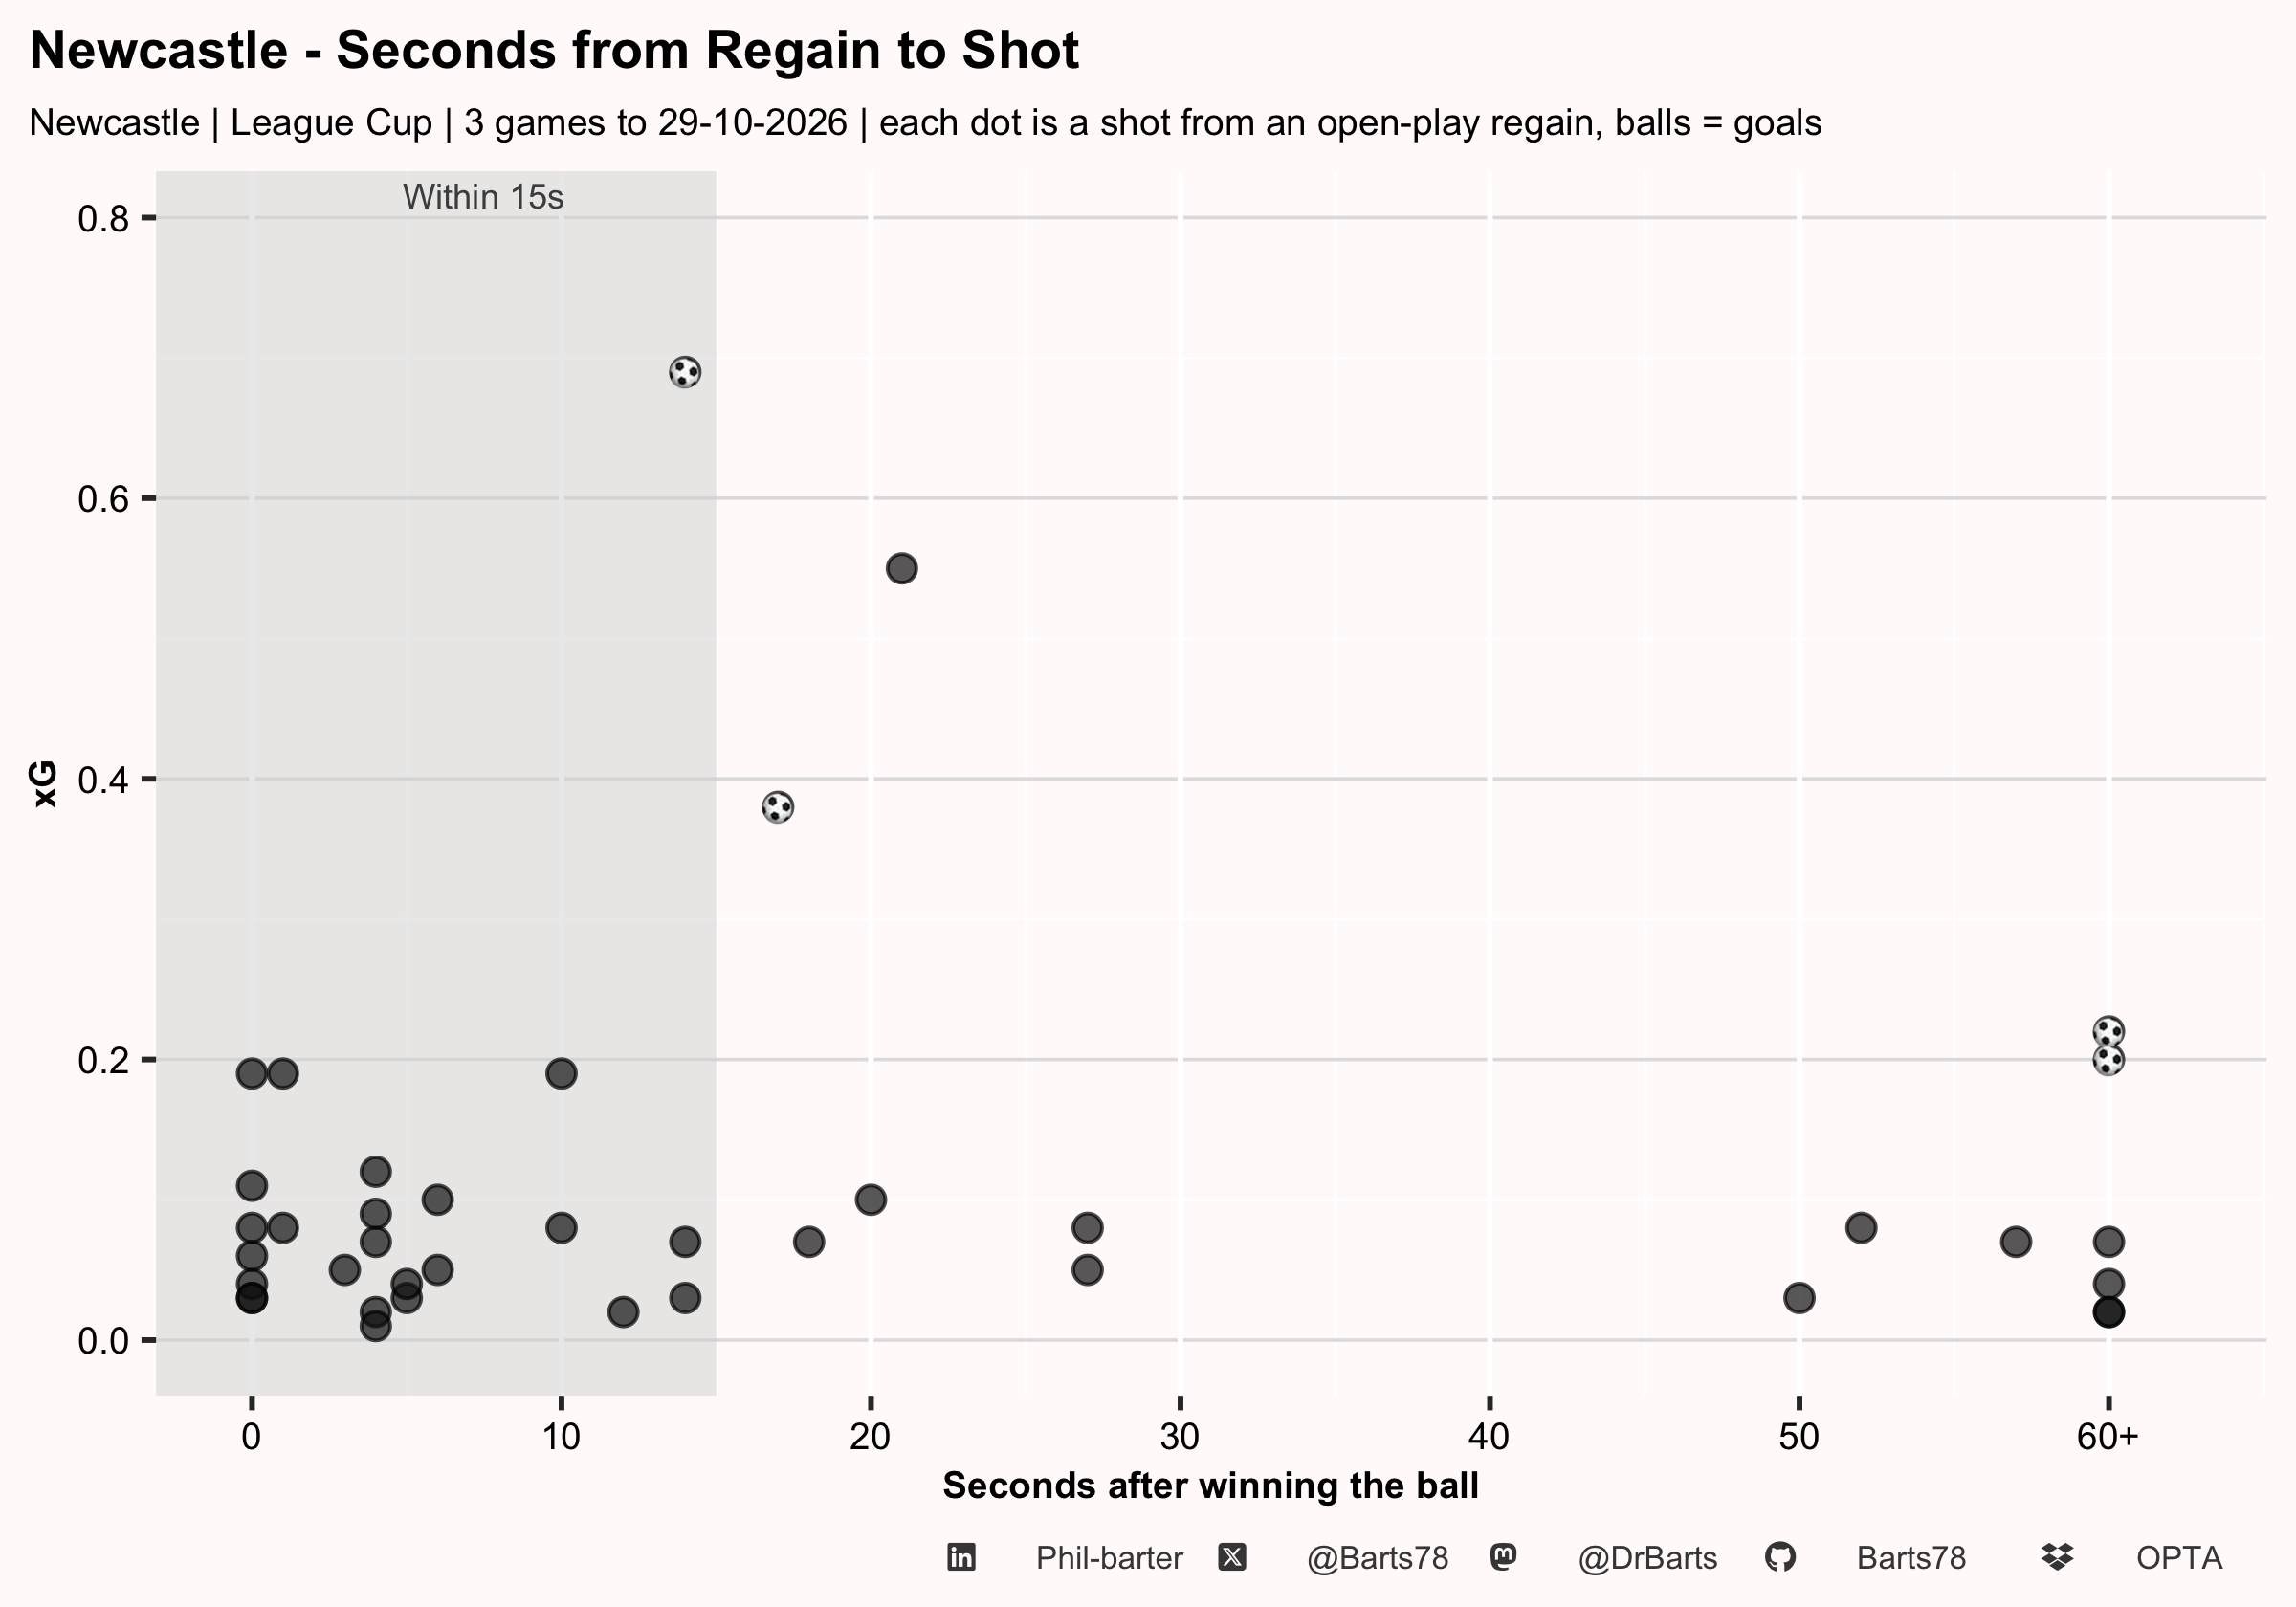 Newcastle - Seconds from Regain to Shot
Newcastle | League Cup | 3 games to 29-10-2026 | each dot is a shot from an open-play regain, balls = goals
Within 15s
0.8
0.6
0.4
0.2
0.0
xG
0 10 20 30 40 50 60+
Seconds after winning the ball
in Phil-barter X @Barts78 m @DrBarts Barts78 OPTA